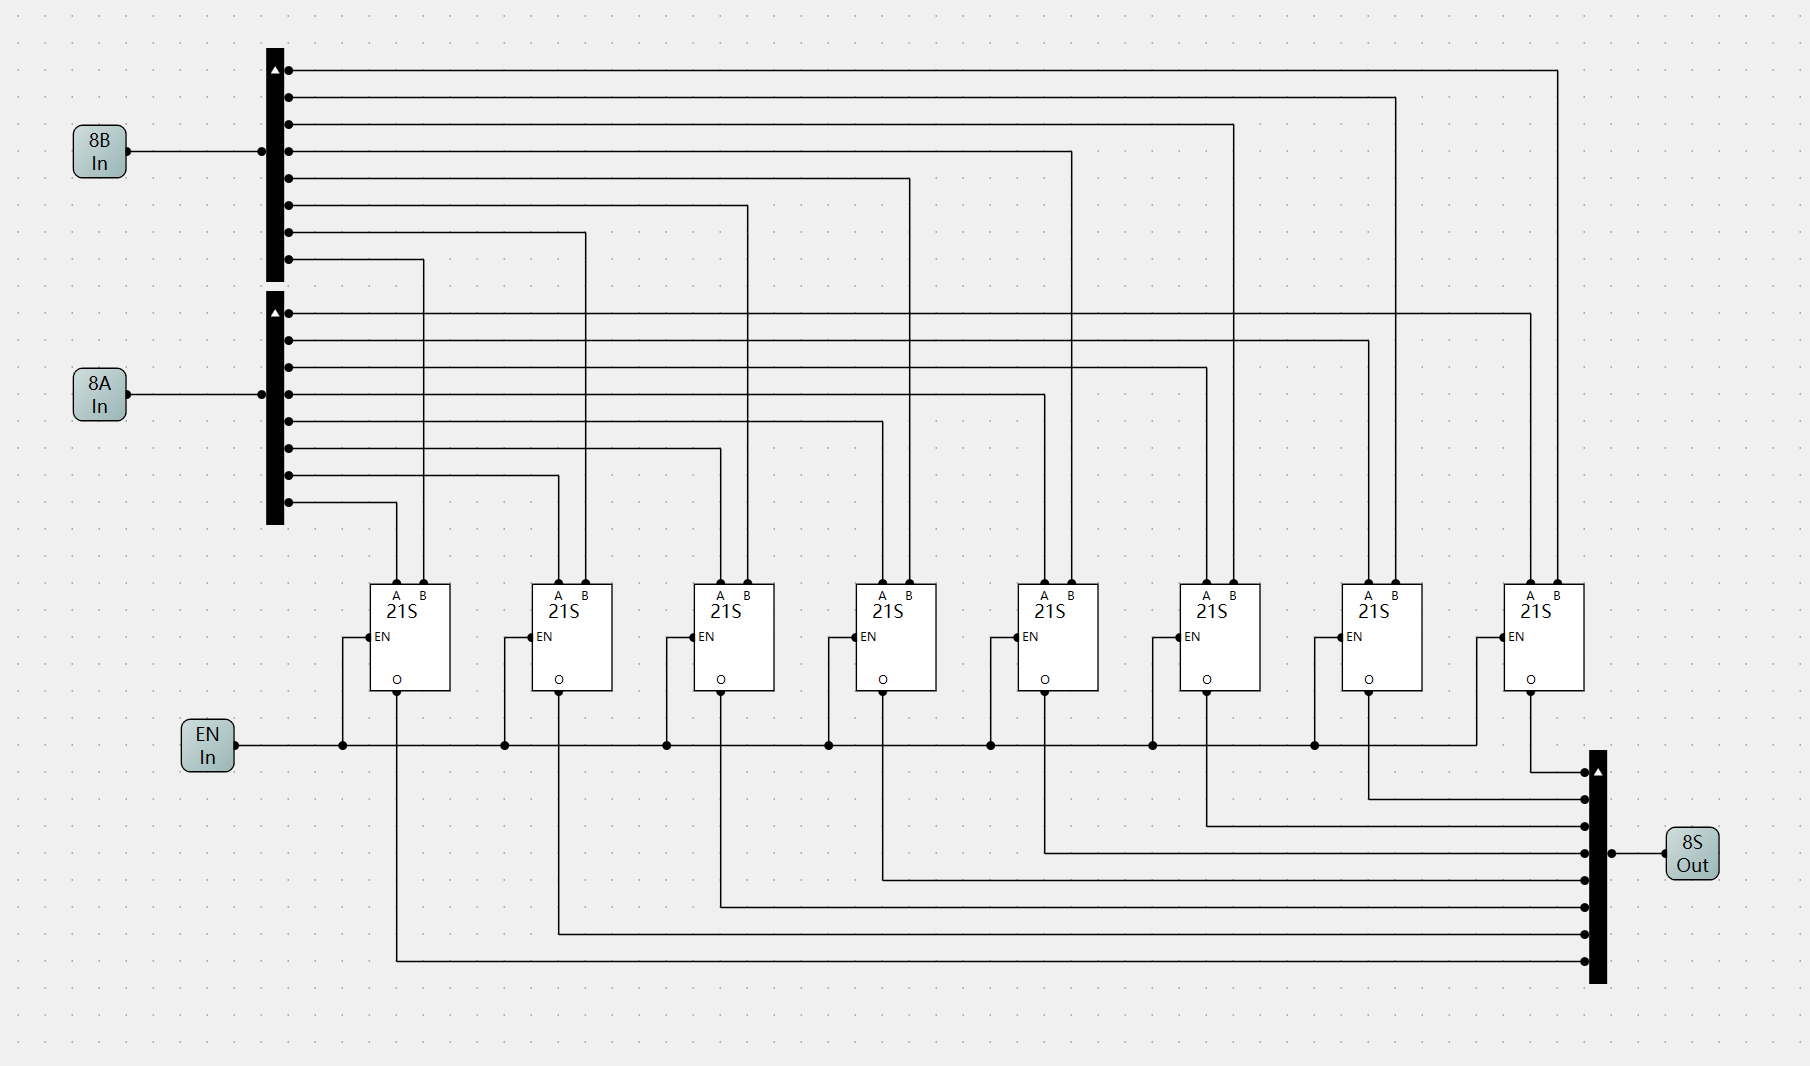 8B
In
8A
In
A B A B A B A B A B A B A B A B
21S 21S 21S 21S 21S 21S 21S 21S
EN EN EN EN EN EN EN EN
O O O O O O O O
EN
In
8S
Out